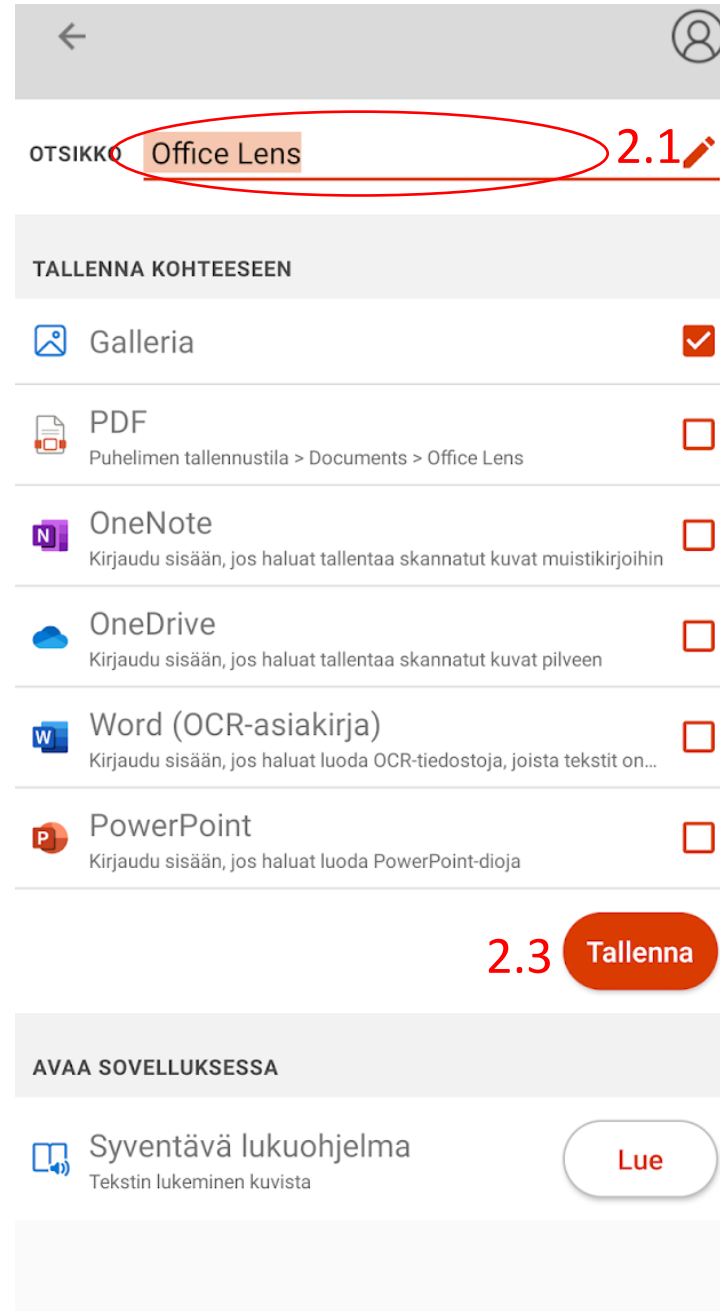 OTSIKKO Office Lens 2.1
TALLENNA KOHTEESEEN
Galleria
PDF
Puhelimen tallennustila > Documents > Office Lens
N OneNote
Kirjaudu sisään, jos haluat tallentaa skannatut kuvat muistikirjoihin
OneDrive
Kirjaudu sisään, jos haluat tallentaa skannatut kuvat pilveen
W Word (OCR-asiakirja)
Kirjaudu sisään, jos haluat luoda OCR-tiedostoja, joista tekstit on...
P PowerPoint
Kirjaudu sisään, jos haluat luoda PowerPoint-dioja
2.3 Tallenna
AVAA SOVELLUKSESSA
Syventävä lukuohjelma
Tekstin lukeminen kuvista
Lue